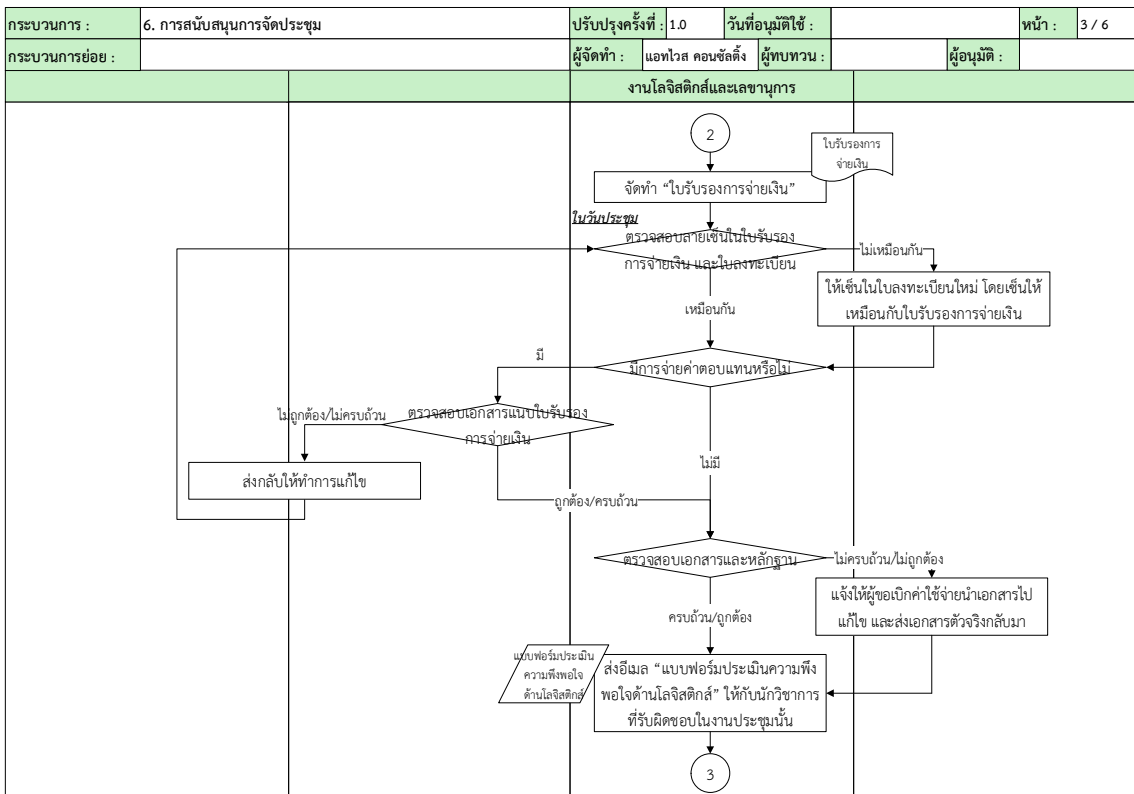 กระบวนการ : 6. การสนับสนุนการจัดประชุม ปรับปรุงครั้งที่ : 1.0 วันที่อนุมัติใช้ : หน้า : 3 / 6
กระบวนการย่อย : ผู้จัดทำ : แอทไวส คอนซัลติ้ง ผู้ทบทวน : ผู้อนุมัติ :
งานโลจิสติกส์และเลขานุการ
2
ใบรับรองการ
จ่ายเงิน
จัดทำ “ใบรับรองการจ่ายเงิน”
ในวันประชุม
ตรวจสอบลายเซ็นในใบรับรอง
การจ่ายเงิน และใบลงทะเบียน
ไม่เหมือนกัน
ให้เซ็นในใบลงทะเบียนใหม่ โดยเซ็นให้
เหมือนกับใบรับรองการจ่ายเงิน
เหมือนกัน
มี
มีการจ่ายค่าตอบแทนหรือไม่
ไม่ถูกต้อง/ไม่ครบถ้วน
ตรวจสอบเอกสารแนบใบรับรอง
การจ่ายเงิน
ไม่มี
ส่งกลับให้ทำการแก้ไข
ถูกต้อง/ครบถ้วน
ตรวจสอบเอกสารและหลักฐาน
ไม่ครบถ้วน/ไม่ถูกต้อง
แจ้งให้ผู้ขอเบิกค่าใช้จ่ายนำเอกสารไป
แก้ไข และส่งเอกสารตัวจริงกลับมา
ครบถ้วน/ถูกต้อง
แบบฟอร์มประเมิน
ความพึงพอใจ
ด้านโลจิสติกส์
ส่งอีเมล “แบบฟอร์มประเมินความพึง
พอใจด้านโลจิสติกส์” ให้กับนักวิชาการ
ที่รับผิดชอบในงานประชุมนั้น
3